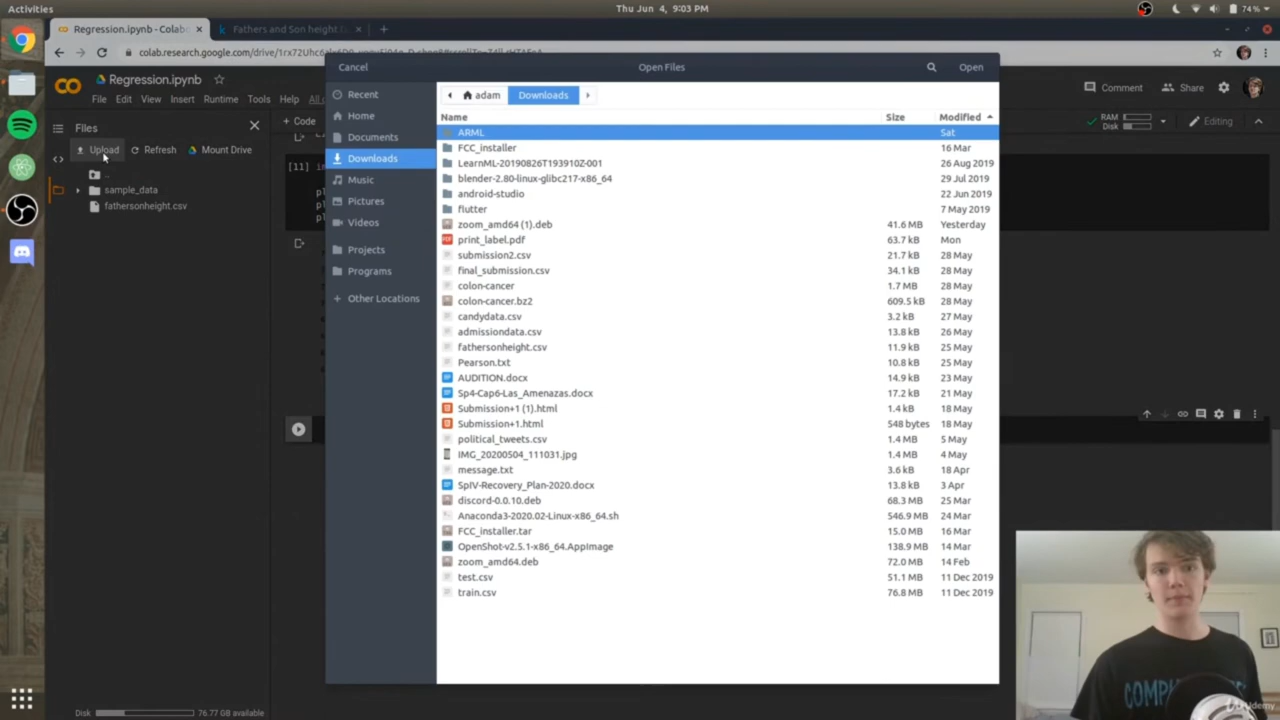 Activities
Thu Jun 4, 9:03 PM
74%
Regression.ipynb - Colab
Fathers and Son height
Cancel
Open Files
Open
Regression.ipynb
File Edit View Insert Runtime Tools Help
Comment
Share
Files
+ Code
RAM
Disk
Editing
Upload
Refresh
Mount Drive
..
sample_data
fathersonheight.csv
[11]
Recent
Home
Documents
Downloads
Music
Pictures
Videos
Projects
Programs
+ Other Locations
adam
Downloads
Name Size Modified
ARML Sat
FCC_installer 16 Mar
LearnML-20190826T193910Z-001 26 Aug 2019
blender-2.80-linux-glibc217-x86_64 29 Jul 2019
android-studio 22 Jun 2019
flutter 7 May 2019
zoom_amd64 (1).deb 41.6 MB Yesterday
print_label.pdf 63.7 kB Mon
submission2.csv 21.7 kB 28 May
final_submission.csv 34.1 kB 28 May
colon-cancer 1.7 MB 28 May
colon-cancer.bz2 609.5 kB 28 May
candydata.csv 3.2 kB 27 May
admissiondata.csv 13.8 kB 26 May
fathersonheight.csv 11.9 kB 25 May
Pearson.txt 10.8 kB 25 May
AUDITION.docx 14.9 kB 23 May
Sp4-Cap6-Las_Amenazas.docx 17.2 kB 21 May
Submission+1 (1).html 1.4 kB 18 May
Submission+1.html 548 bytes 18 May
political_tweets.csv 1.4 MB 5 May
IMG_20200504_111031.jpg 1.4 MB 4 May
message.txt 3.6 kB 18 Apr
SpIV-Recovery_Plan-2020.docx 13.8 kB 3 Apr
discord-0.0.10.deb 68.3 MB 25 Mar
Anaconda3-2020.02-Linux-x86_64.sh 546.9 MB 24 Mar
FCC_installer.tar 15.0 MB 16 Mar
OpenShot-v2.5.1-x86_64.AppImage 138.9 MB 14 Mar
zoom_amd64.deb 72.0 MB 14 Feb
test.csv 51.1 MB 11 Dec 2019
train.csv 76.8 MB 11 Dec 2019
Disk
76.77 GB available
Udemy